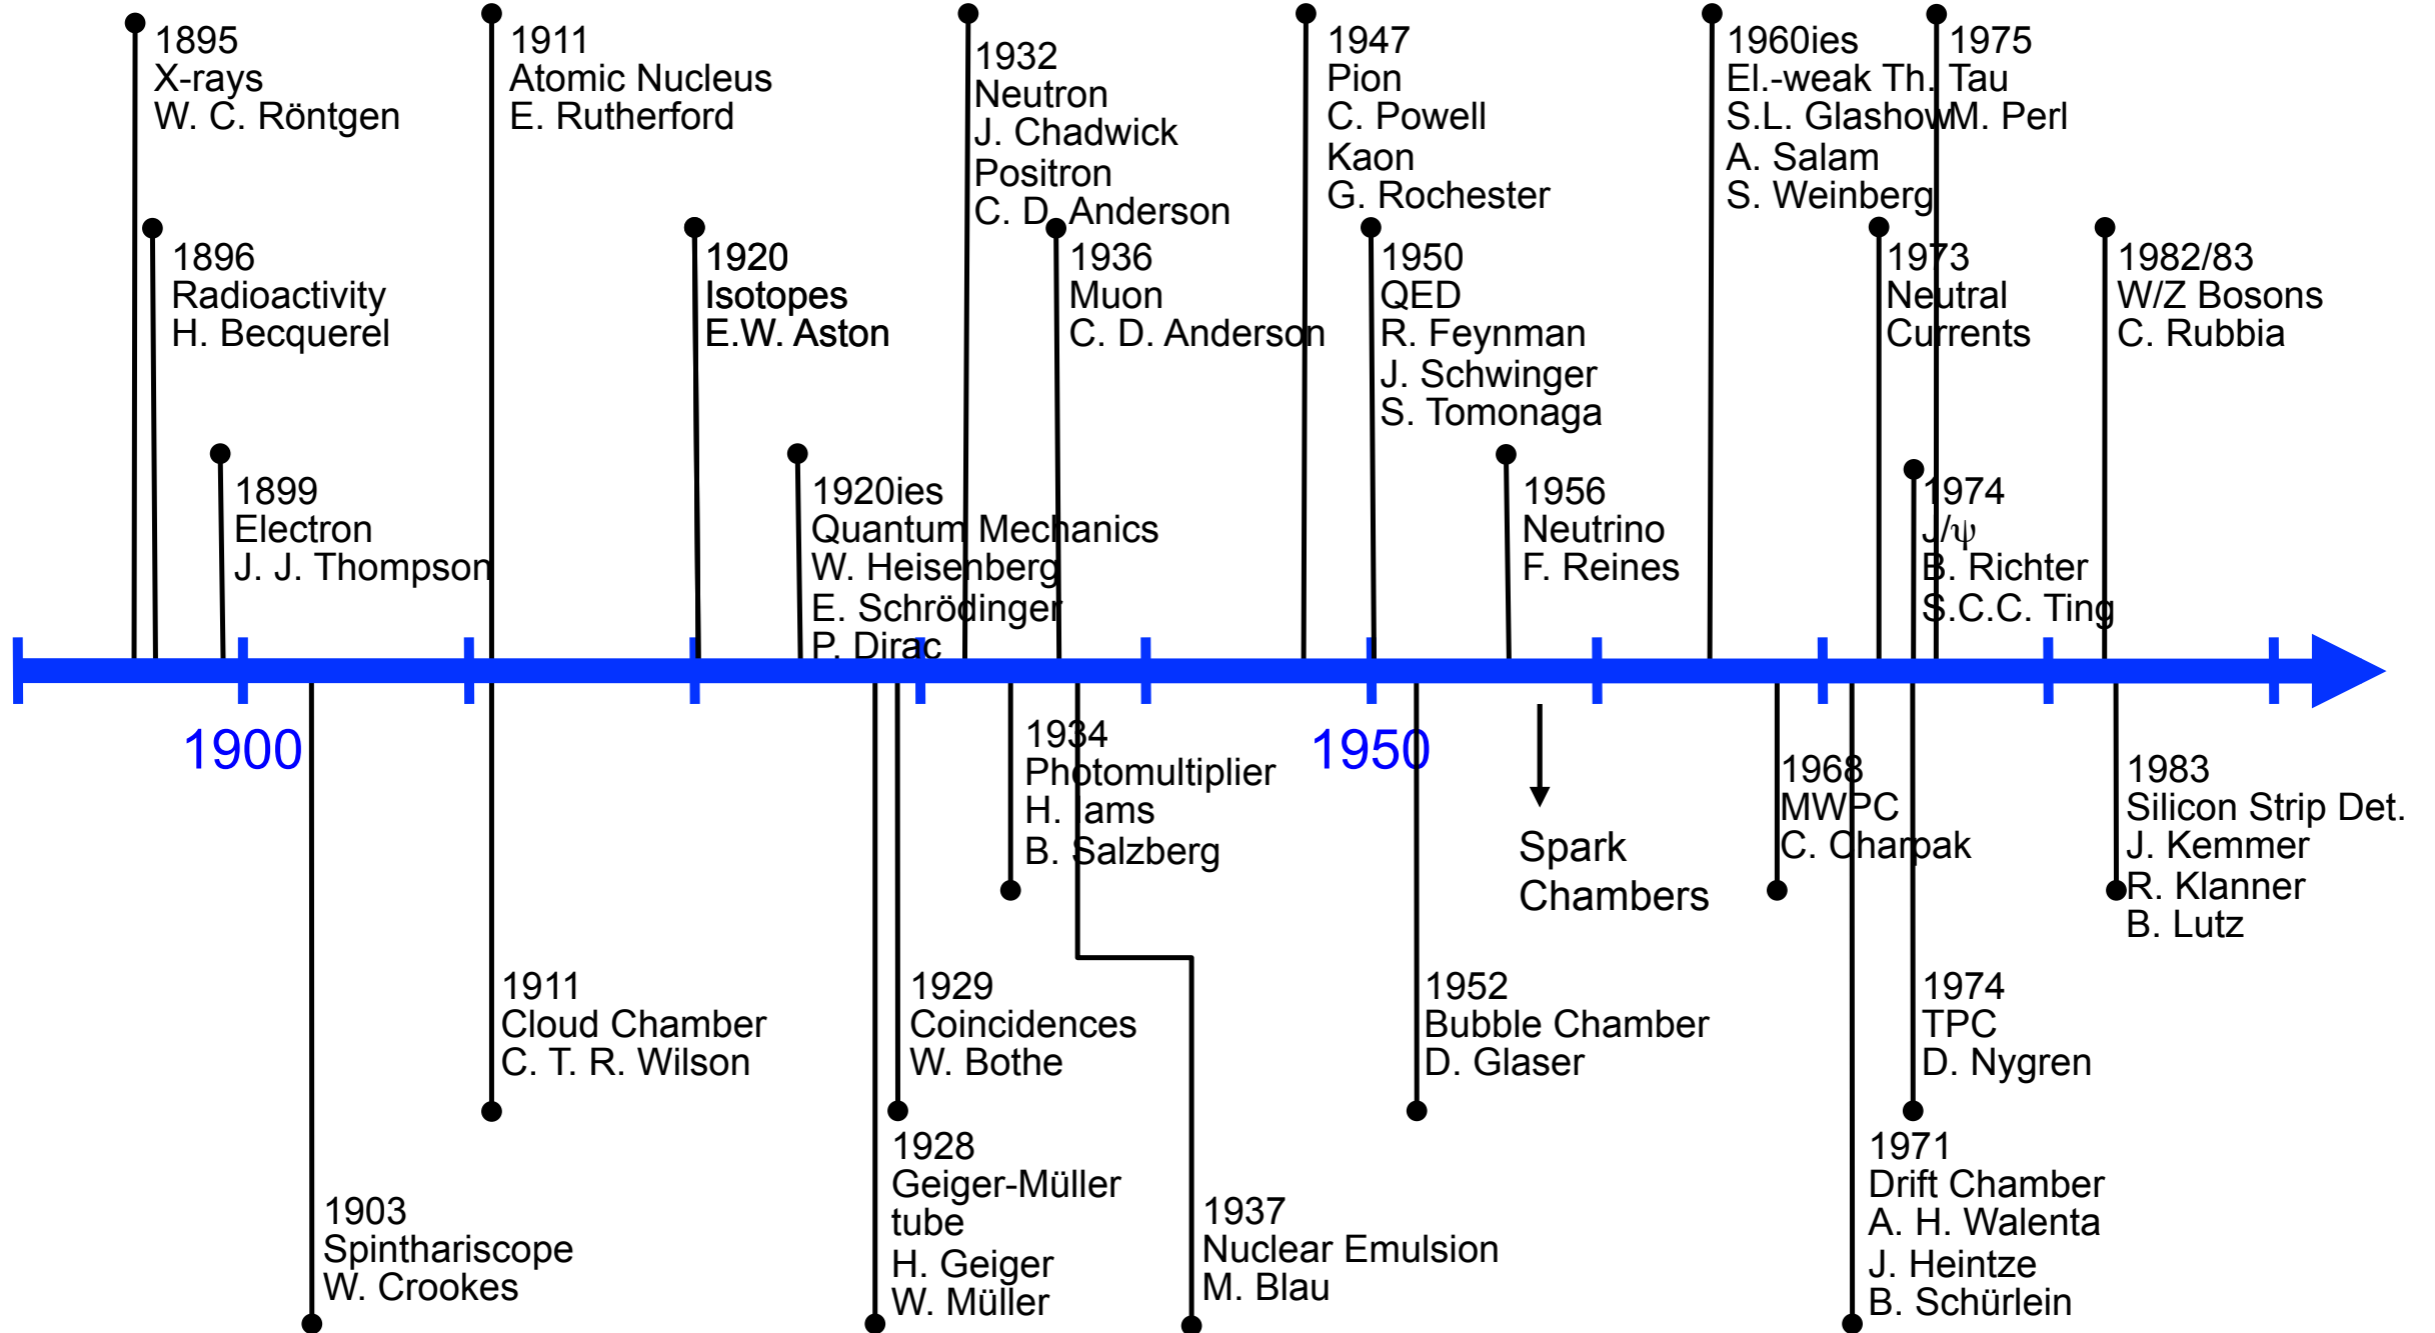 1895
X-rays
W. C. Röntgen
1911
Atomic Nucleus
E. Rutherford
1932
Neutron
J. Chadwick
Positron
C. D. Anderson
1947
Pion
C. Powell
Kaon
G. Rochester
1960ies
El.-weak Th.
S.L. Glashow
A. Salam
S. Weinberg
1975
Tau
M. Perl
1896
Radioactivity
H. Becquerel
1920
Isotopes
E.W. Aston
1936
Muon
C. D. Anderson
1950
QED
R. Feynman
J. Schwinger
S. Tomonaga
1973
Neutral
Currents
1982/83
W/Z Bosons
C. Rubbia
1899
Electron
J. J. Thompson
1920ies
Quantum Mechanics
W. Heisenberg
E. Schrödinger
P. Dirac
1956
Neutrino
F. Reines
1974
J/ψ
B. Richter
S.C.C. Ting
1900
1950
1934
Photomultiplier
H. Iams
B. Salzberg
Spark
Chambers
1968
MWPC
C. Charpak
1983
Silicon Strip Det.
J. Kemmer
R. Klanner
B. Lutz
1911
Cloud Chamber
C. T. R. Wilson
1929
Coincidences
W. Bothe
1952
Bubble Chamber
D. Glaser
1974
TPC
D. Nygren
1903
Spinthariscope
W. Crookes
1928
Geiger-Müller
tube
H. Geiger
W. Müller
1937
Nuclear Emulsion
M. Blau
1971
Drift Chamber
A. H. Walenta
J. Heintze
B. Schürlein